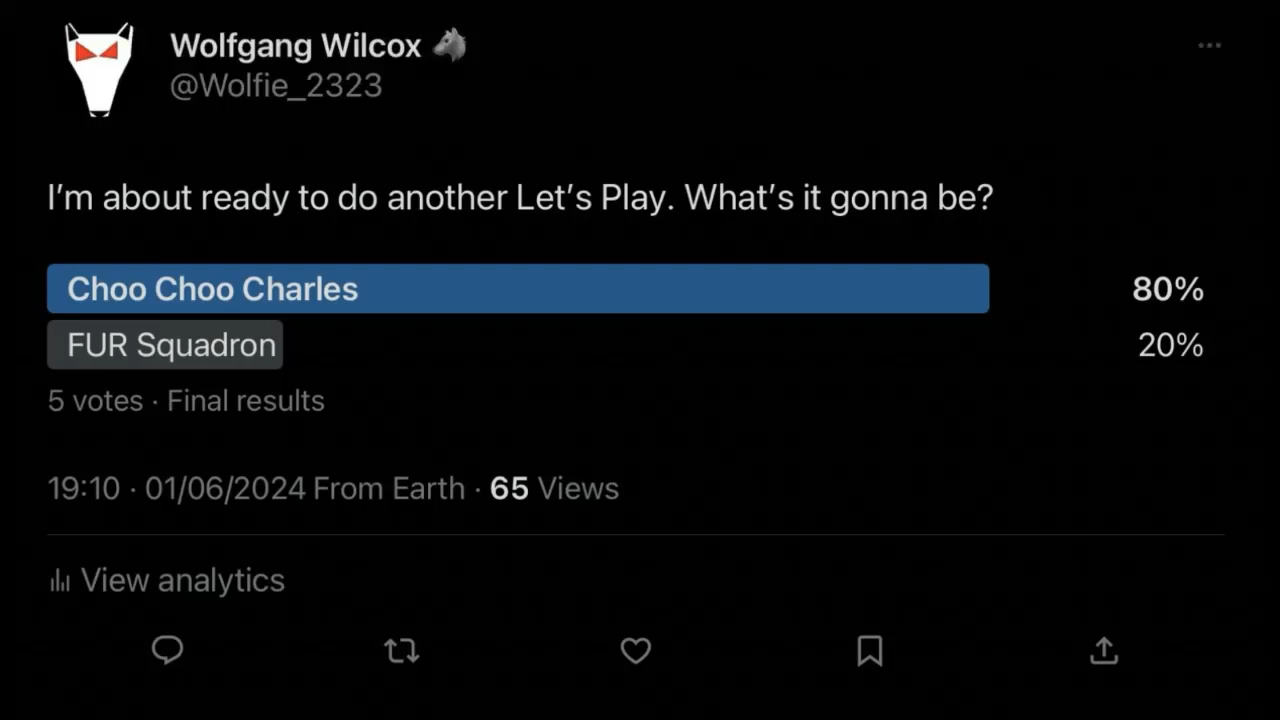 Wolfgang Wilcox 🐺
@Wolfie_2323
I’m about ready to do another Let’s Play. What’s it gonna be?
Choo Choo Charles 80%
FUR Squadron 20%
5 votes · Final results
19:10 · 01/06/2024 From Earth · 65 Views
View analytics